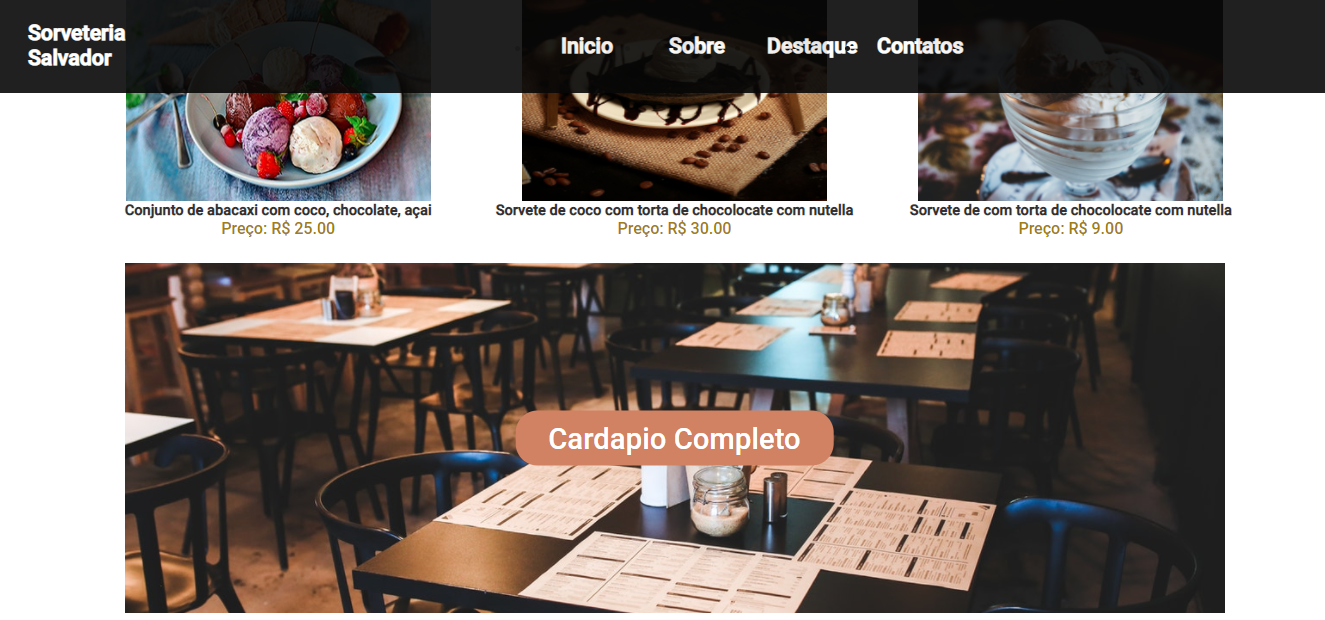 Sorveteria
Salvador
Inicio
Sobre
Destaque
Contatos
Conjunto de abacaxi com coco, chocolate, açai
Preço: R$ 25.00
Sorvete de coco com torta de chocolocate com nutella
Preço: R$ 30.00
Sorvete de com torta de chocolocate com nutella
Preço: R$ 9.00
Cardapio Completo